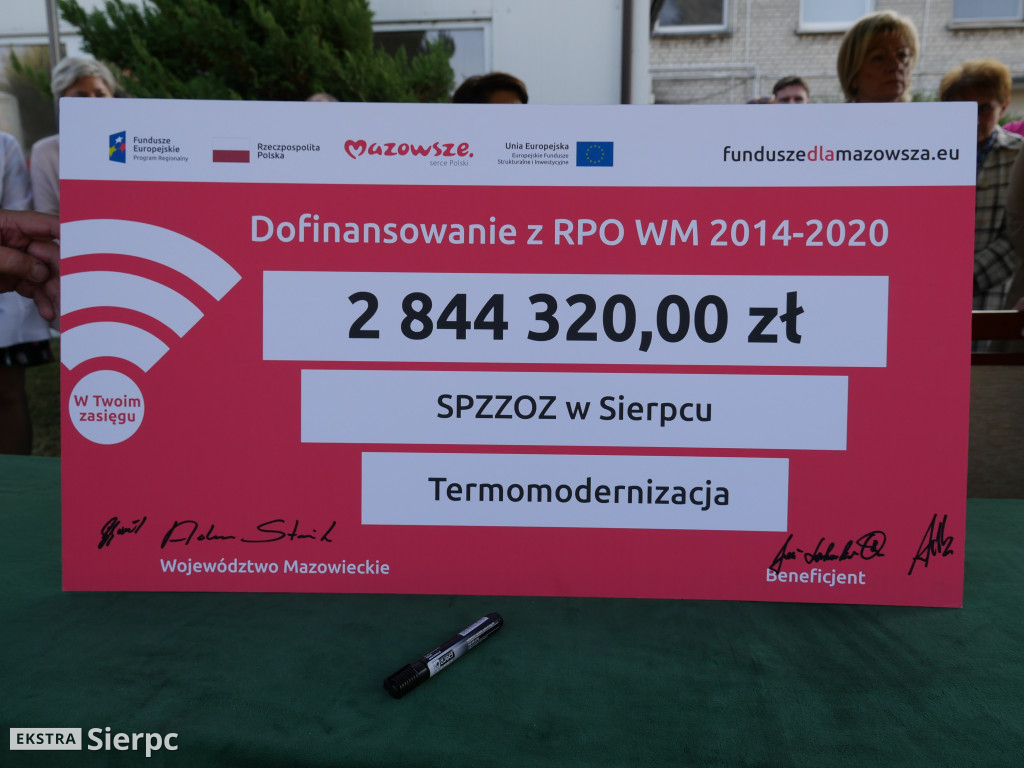 Fundusze
Europejskie
Program Regionalny
Rzeczpospolita
Polska
Mazowsze.
serce Polski
Unia Europejska
Europejskie Fundusze
Strukturalne i Inwestycyjne
funduszedlamazowsza.eu
Dofinansowanie z RPO WM 2014-2020
2 844 320,00 zł
SPZZOZ w Sierpcu
W Twoim
zasięgu
Termomodernizacja
Województwo Mazowieckie
Beneficjent
EKSTRA Sierpc